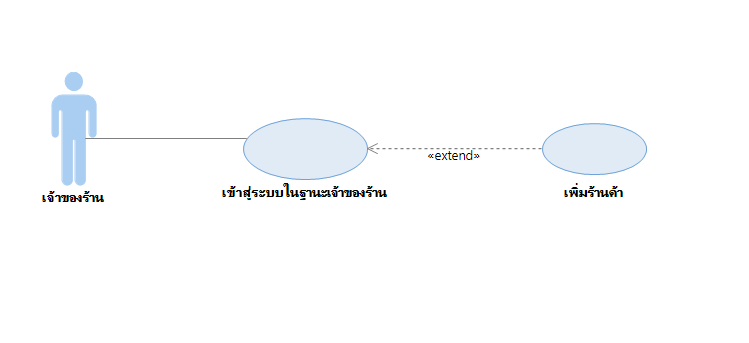 «extend»
เจ้าของร้าน
เข้าสู่ระบบในฐานะเจ้าของร้าน
เพิ่มร้านค้า